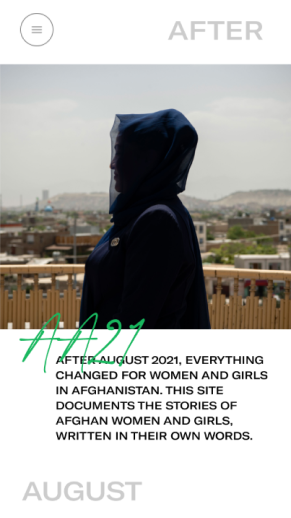 AFTER
AA21
AFTER AUGUST 2021, EVERYTHING
CHANGED FOR WOMEN AND GIRLS
IN AFGHANISTAN. THIS SITE
DOCUMENTS THE STORIES OF
AFGHAN WOMEN AND GIRLS,
WRITTEN IN THEIR OWN WORDS.
AUGUST